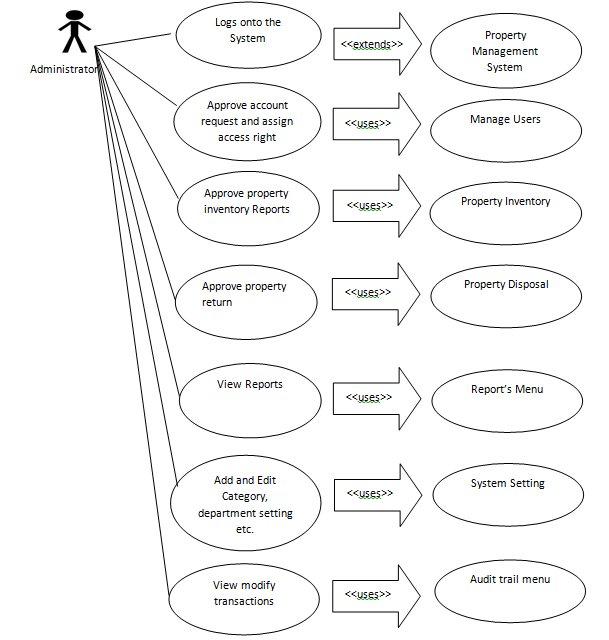 Administrator
Logs onto the
System
<<extends>>
Property
Management
System
Approve account
request and assign
access right
<<uses>>
Manage Users
Approve property
inventory Reports
<<uses>>
Property Inventory
Approve property
return
<<uses>>
Property Disposal
View Reports
<<uses>>
Report’s Menu
Add and Edit
Category,
department setting
etc.
<<uses>>
System Setting
View modify
transactions
<<uses>>
Audit trail menu